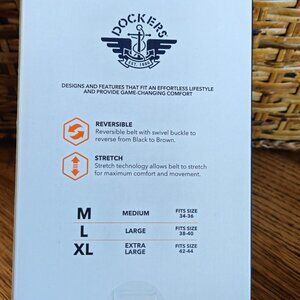 DOCKERS
EST. 1986
DESIGNS AND FEATURES THAT FIT AN EFFORTLESS LIFESTYLE
AND PROVIDE GAME-CHANGING COMFORT
REVERSIBLE
Reversible belt with swivel buckle to
reverse from Black to Brown.
STRETCH
Stretch technology allows belt to stretch
for maximum comfort and movement.
M MEDIUM FITS SIZE
34-36
L LARGE FITS SIZE
38-40
XL EXTRA
LARGE FITS SIZE
42-44